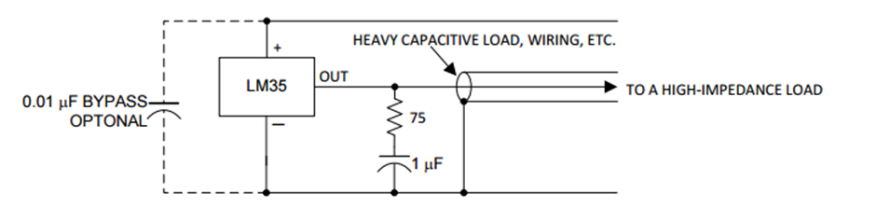 HEAVY CAPACITIVE LOAD, WIRING, ETC.
+
OUT
LM35
TO A HIGH-IMPEDANCE LOAD
0.01 µF BYPASS
OPTONAL
75
—
1 µF